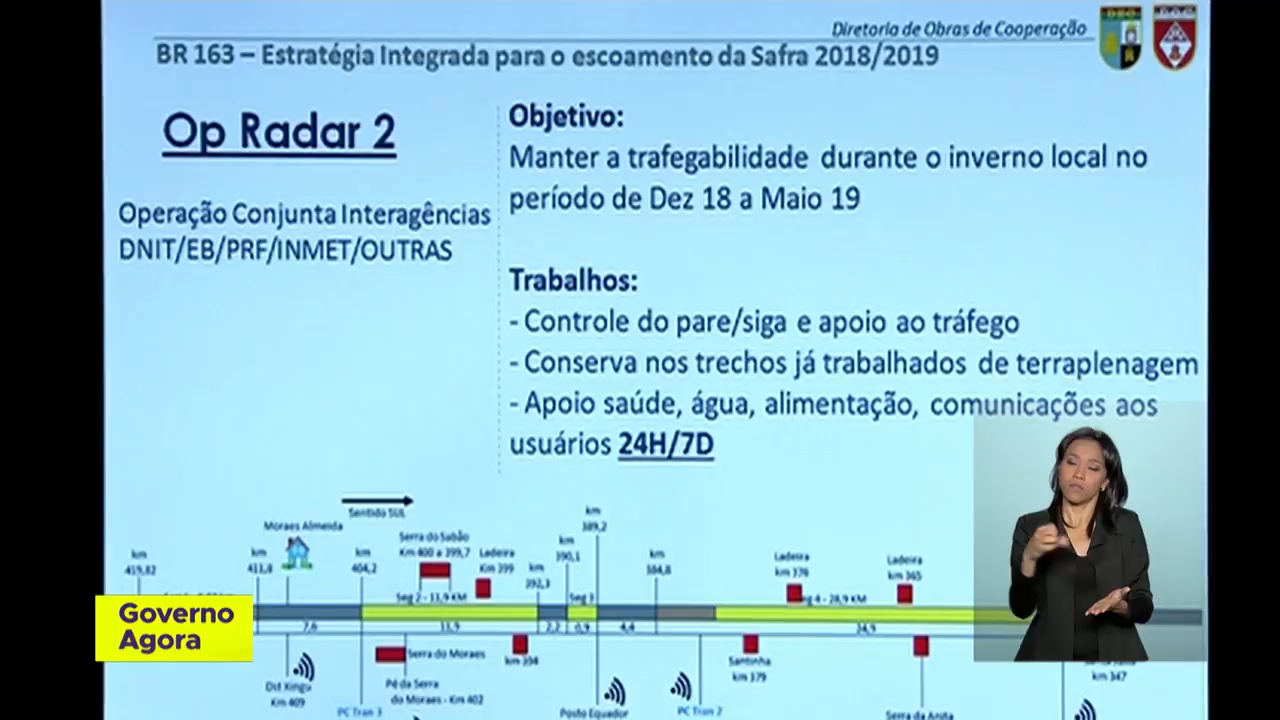 Diretoria de Obras de Cooperação
BR 163 – Estratégia Integrada para o escoamento da Safra 2018/2019
Op Radar 2
Operação Conjunta Interagências
DNIT/EB/PRF/INMET/OUTRAS
Objetivo:
Manter a trafegabilidade durante o inverno local no
período de Dez 18 a Maio 19
Trabalhos:
- Controle do pare/siga e apoio ao tráfego
- Conserva nos trechos já trabalhados de terraplenagem
- Apoio saúde, água, alimentação, comunicações aos
usuários 24H/7D
Sentido SUL
Moraes Almeida
km
419,82
km
411,8
km
404,2
Serra do Sabão
Km 400 a 399,7
Ladeira
Km 399
km
392,3
km
390,1
km
389,2
km
384,8
Ladeira
km 376
Ladeira
km 365
Seg 2 - 11,9 KM
Seg 3
Seg 4 - 28,9 KM
7,6
11,9
2,2
0,9
4,4
Governo
Agora
Serra do Moraes
km 394
Santinha
km 379
km 347
Dst Xingu
Km 409
Pé da Serra
do Moraes - Km 402
PC Tran 3
Posto Equador
PC Tran 2
Serra da Anita